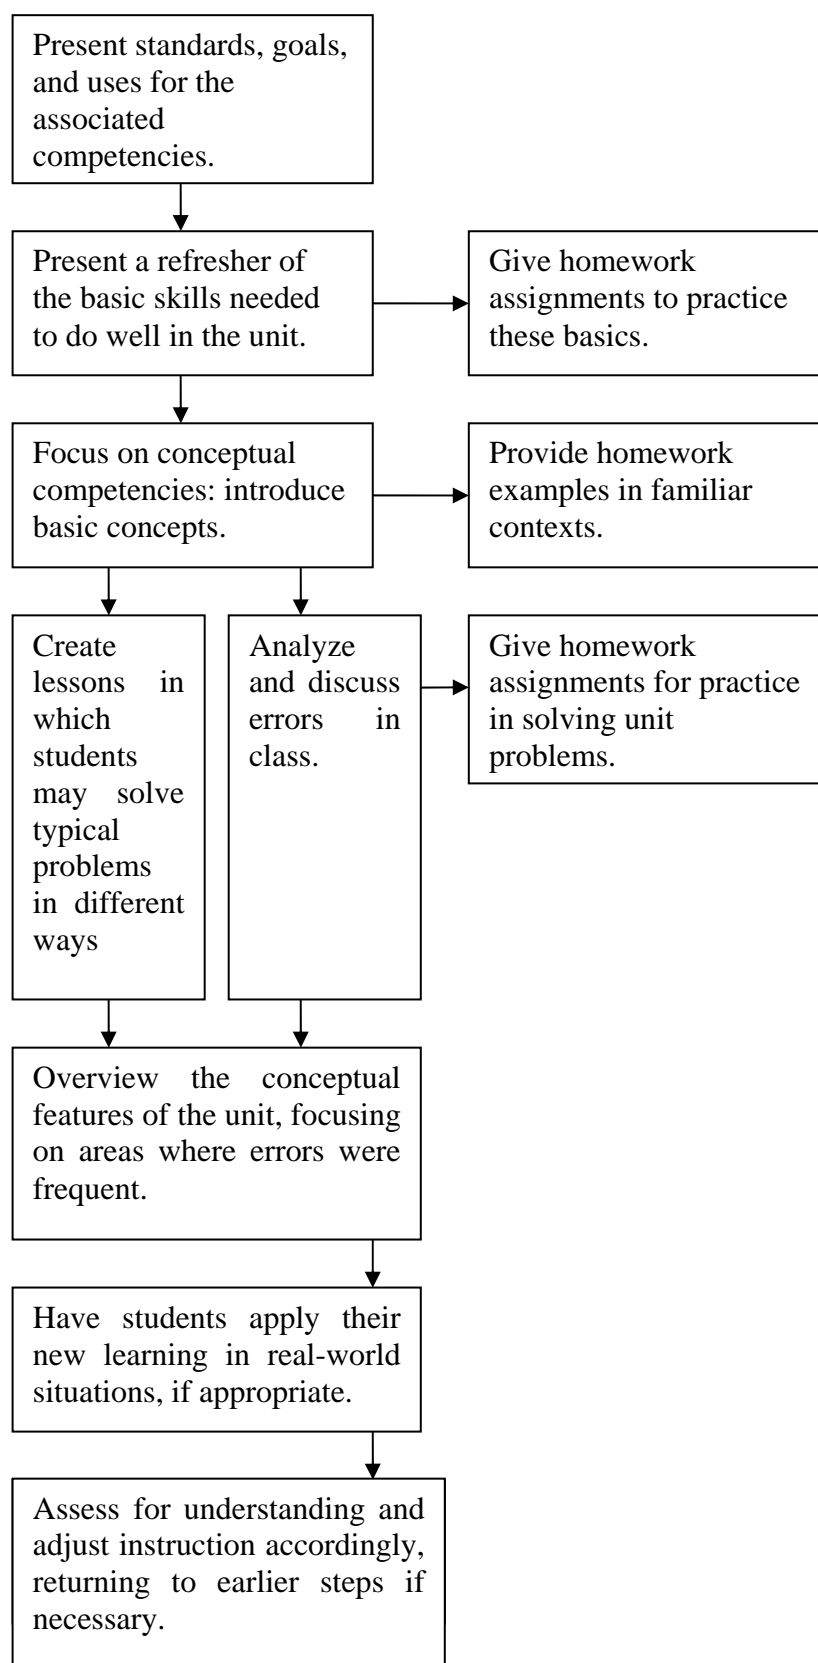 Present standards, goals,
and uses for the
associated
competencies.
Present a refresher of
the basic skills needed
to do well in the unit.
Give homework
assignments to practice
these basics.
Focus on conceptual
competencies: introduce
basic concepts.
Provide homework
examples in familiar
contexts.
Create
lessons in
which
students
may solve
typical
problems
in different
ways
Analyze
and discuss
errors in
class.
Give homework
assignments for practice
in solving unit
problems.
Overview the conceptual
features of the unit, focusing
on areas where errors were
frequent.
Have students apply their
new learning in real-world
situations, if appropriate.
Assess for understanding and
adjust instruction accordingly,
returning to earlier steps if
necessary.